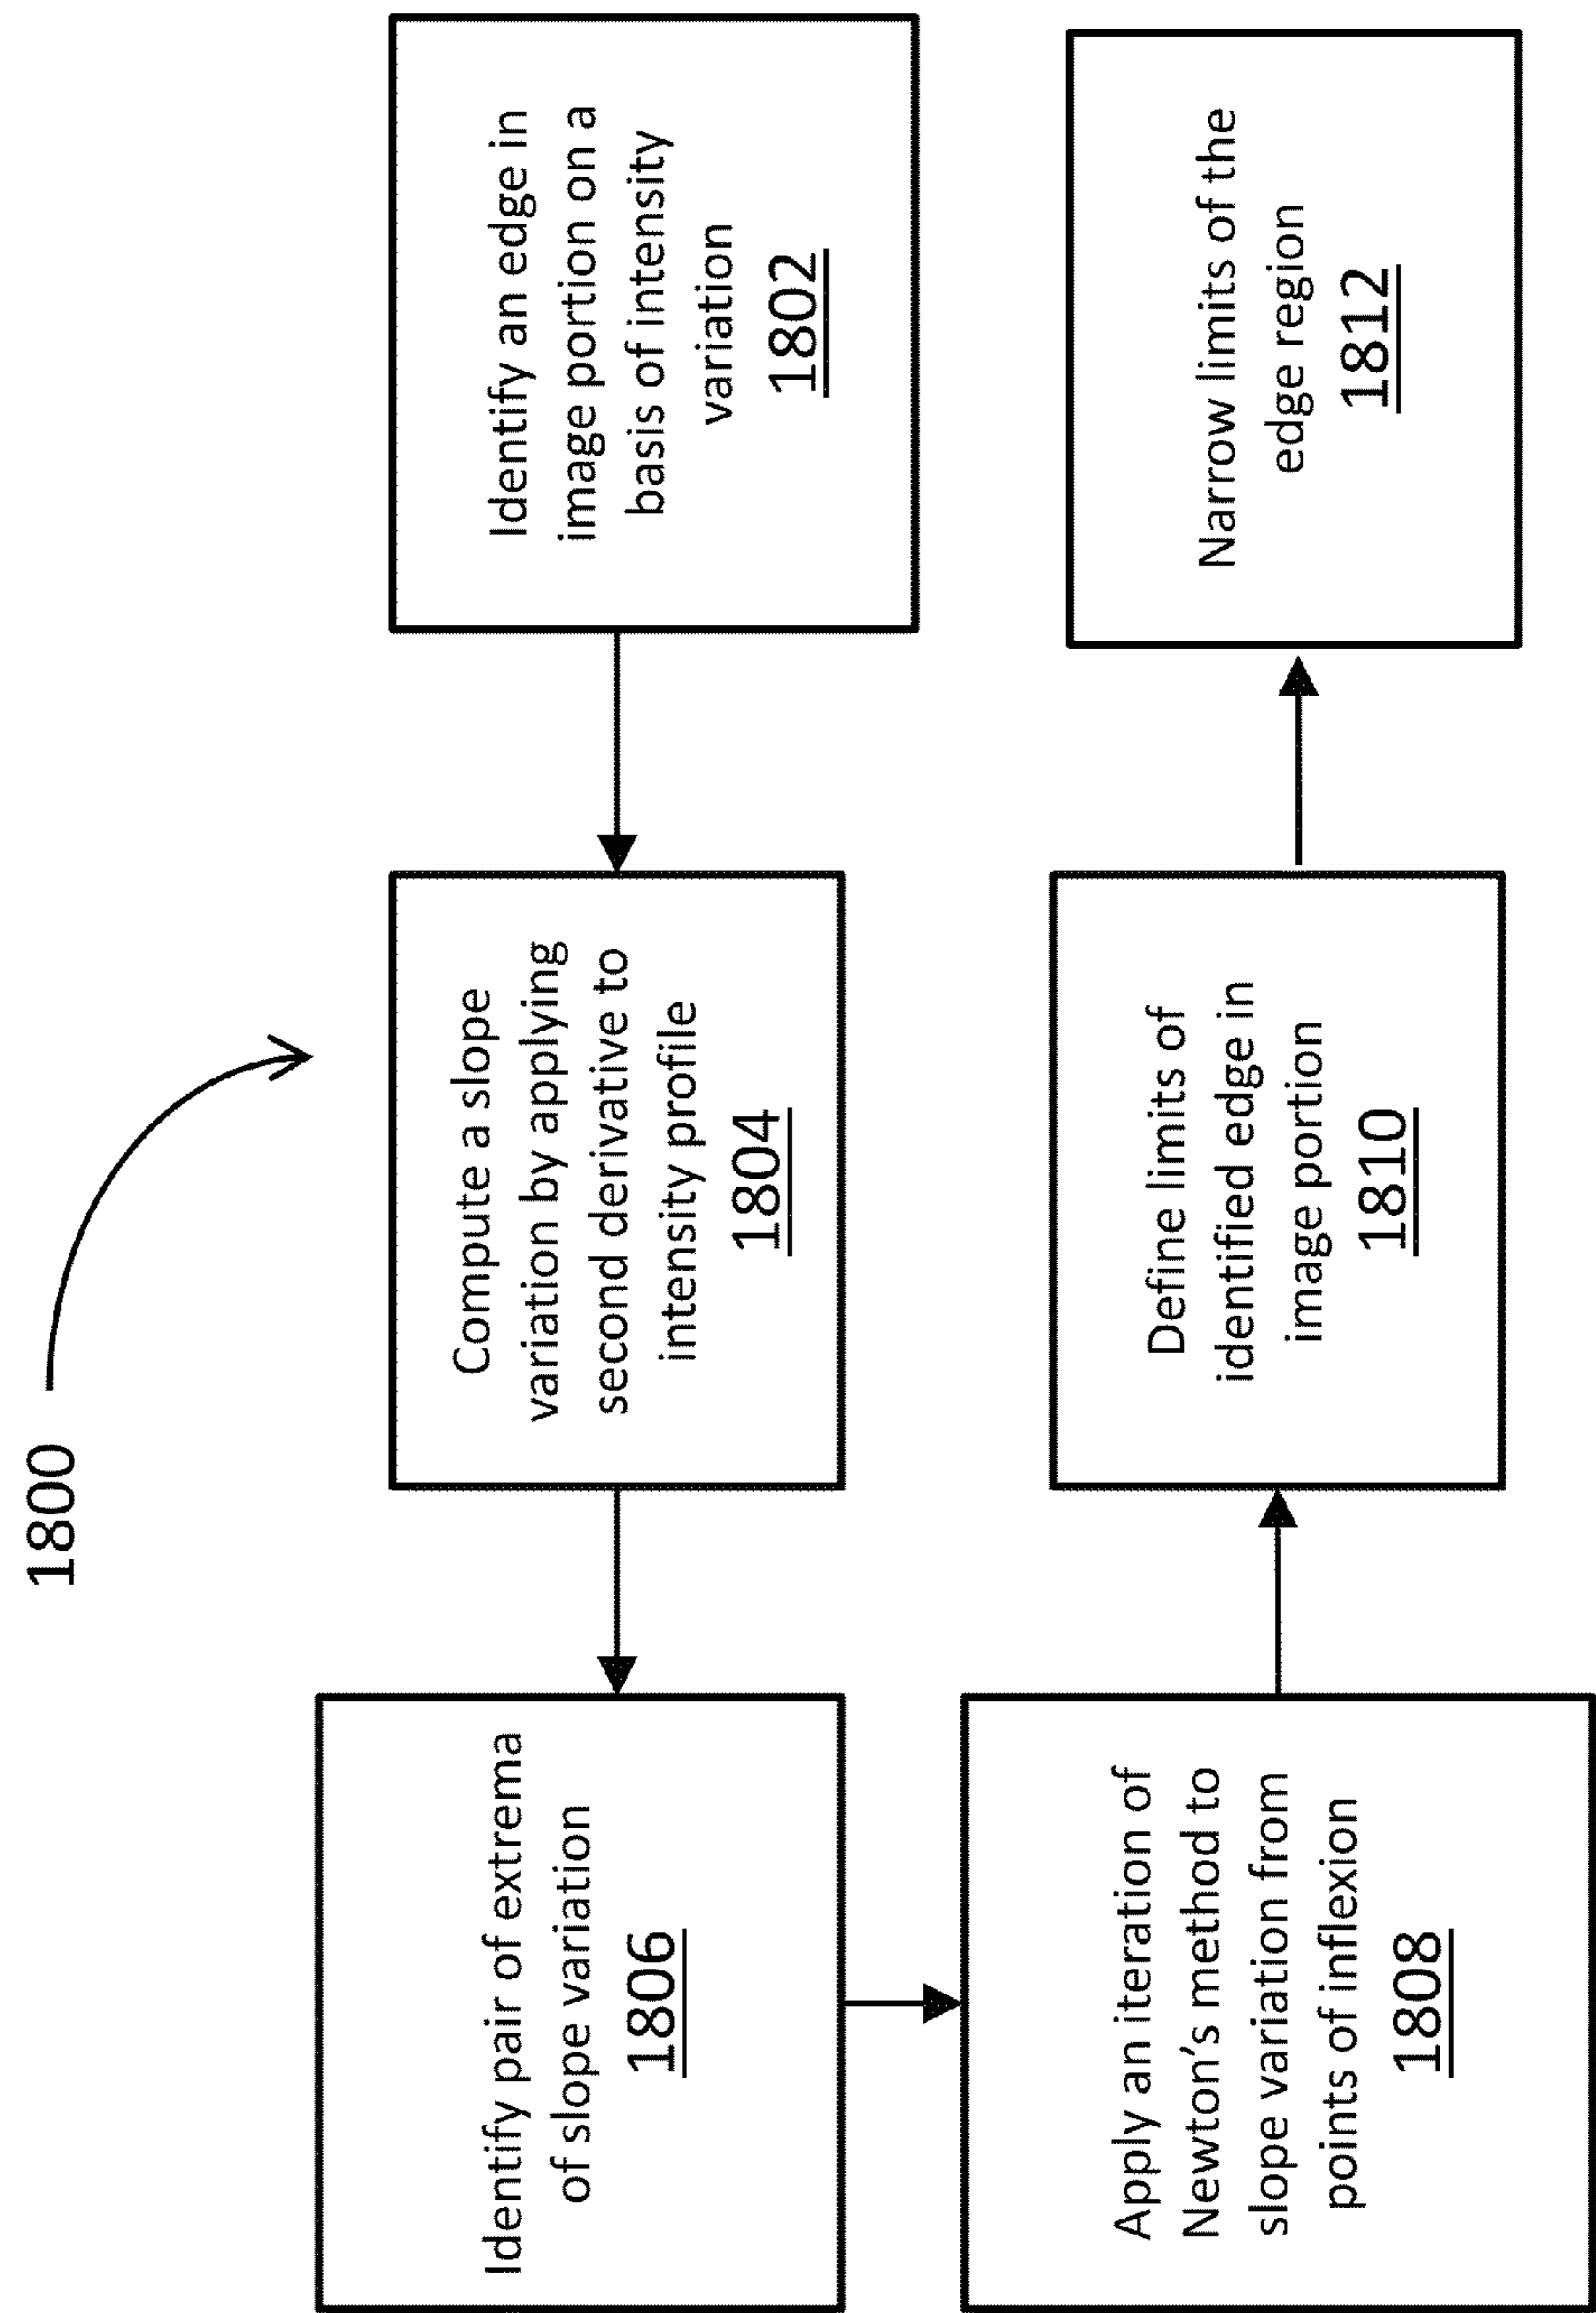 1800
Identify an edge in
image portion on a
basis of intensity
variation
1802
Compute a slope
variation by applying
second derivative to
intensity profile
1804
Identify pair of extrema
of slope variation
1806
Apply an iteration of
Newton's method to
slope variation from
points of inflexion
1808
Define limits of
identified edge in
image portion
1810
Narrow limits of the
edge region
1812